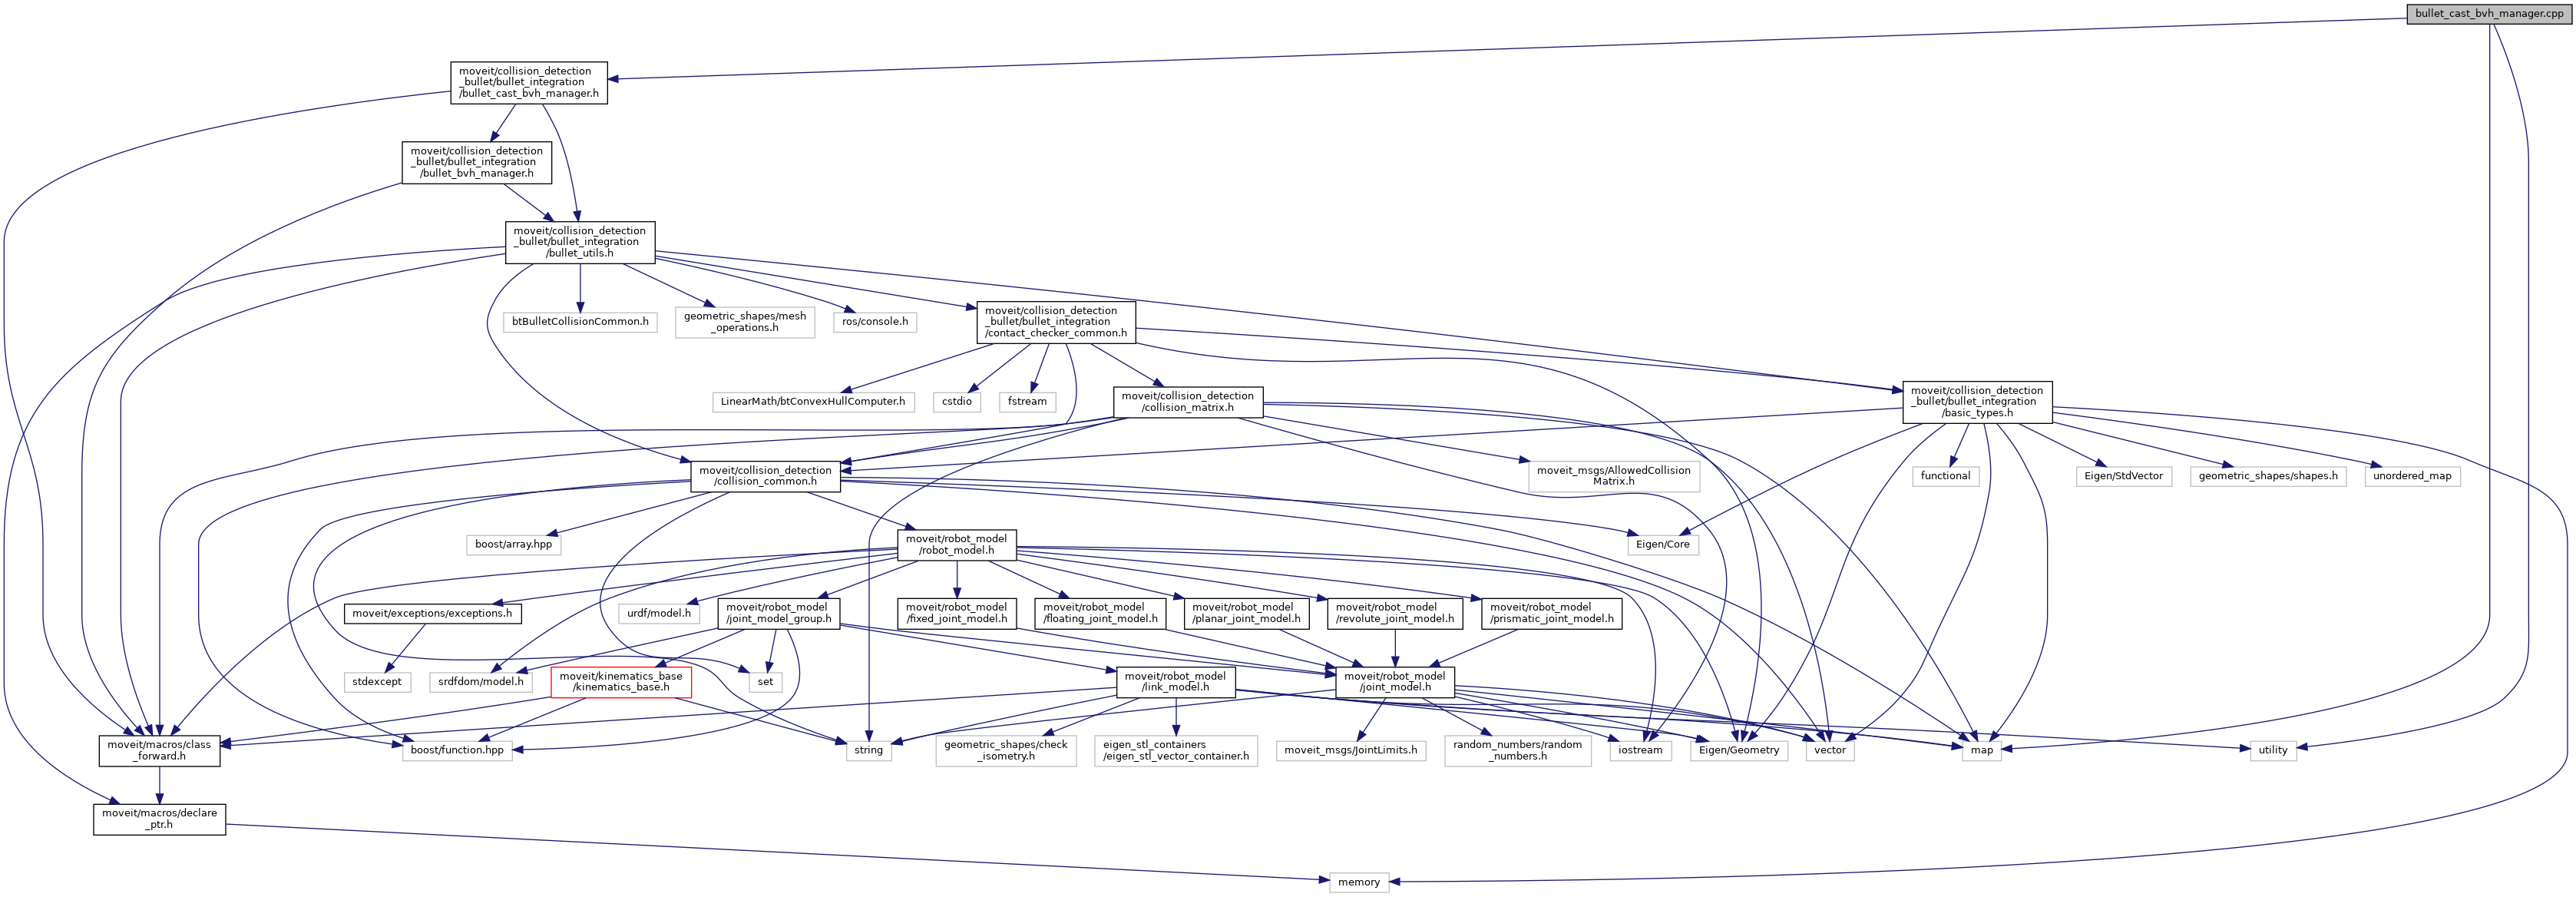 bullet_cast_bvh_manager.cpp
moveit/collision_detection
_bullet/bullet_integration
/bullet_cast_bvh_manager.h
moveit/collision_detection
_bullet/bullet_integration
/bullet_bvh_manager.h
moveit/collision_detection
_bullet/bullet_integration
/bullet_utils.h
btBulletCollisionCommon.h
geometric_shapes/mesh
_operations.h
ros/console.h
moveit/collision_detection
_bullet/bullet_integration
/contact_checker_common.h
LinearMath/btConvexHullComputer.h
cstdio
fstream
moveit/collision_detection
/collision_matrix.h
moveit/collision_detection
_bullet/bullet_integration
/basic_types.h
moveit/collision_detection
/collision_common.h
moveit_msgs/AllowedCollision
Matrix.h
functional
Eigen/StdVector
geometric_shapes/shapes.h
unordered_map
boost/array.hpp
moveit/robot_model
/robot_model.h
Eigen/Core
moveit/exceptions/exceptions.h
urdf/model.h
moveit/robot_model
/joint_model_group.h
moveit/robot_model
/fixed_joint_model.h
moveit/robot_model
/floating_joint_model.h
moveit/robot_model
/planar_joint_model.h
moveit/robot_model
/revolute_joint_model.h
moveit/robot_model
/prismatic_joint_model.h
stdexcept
srdfdom/model.h
moveit/kinematics_base
/kinematics_base.h
set
moveit/robot_model
/link_model.h
moveit/robot_model
/joint_model.h
moveit/macros/class
_forward.h
boost/function.hpp
string
geometric_shapes/check
_isometry.h
eigen_stl_containers
/eigen_stl_vector_container.h
moveit_msgs/JointLimits.h
random_numbers/random
_numbers.h
iostream
Eigen/Geometry
vector
map
utility
moveit/macros/declare
_ptr.h
memory